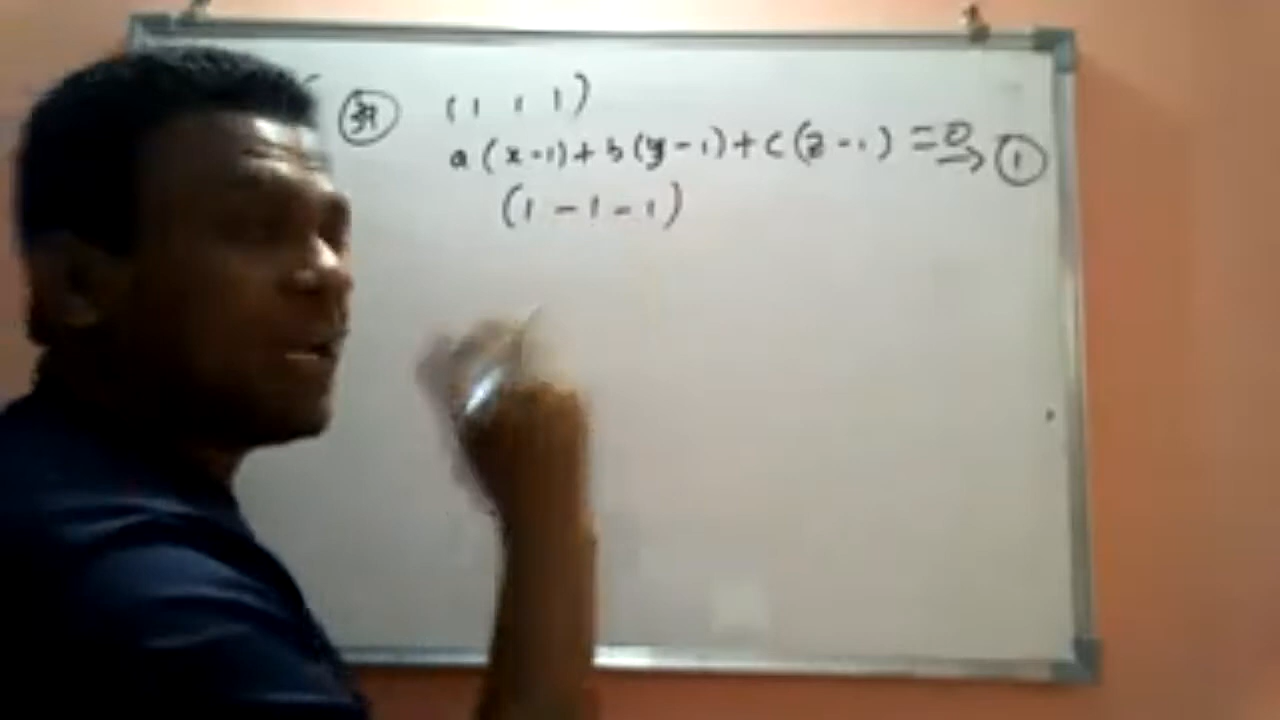 (1 1 1)
a (x-1)+b(y-1)+c(z-1) =0 → ①
(1 -1 -1)